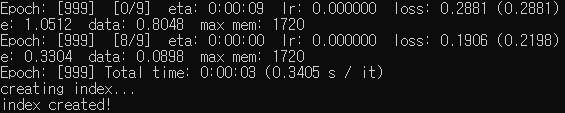 Epoch: [999]  [0/9]  eta: 0:00:09  lr: 0.000000  loss: 0.2881 (0.2881)
e: 1.0512  data: 0.8048  max mem: 1720
Epoch: [999]  [8/9]  eta: 0:00:00  lr: 0.000000  loss: 0.1906 (0.2198)
e: 0.3304  data: 0.0898  max mem: 1720
Epoch: [999] Total time: 0:00:03 (0.3405 s / it)
creating index...
index created!